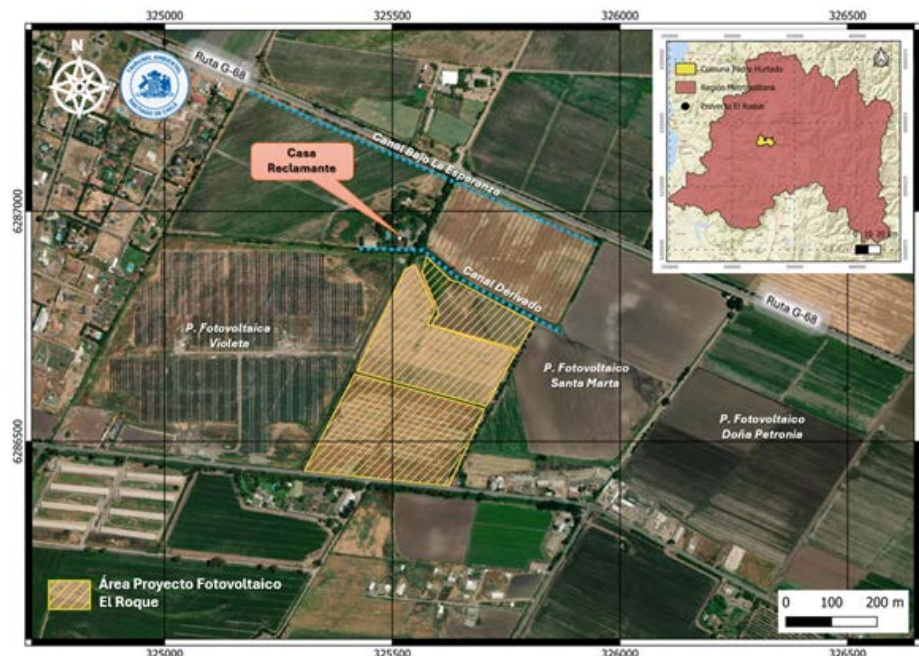 325000
325500
326000
326500
N
Ruta G-68
Canal Bajo La Esperanza
Casa
Reclamante
Comuna Padre Hurtado
Región Metropolitana
Proyecto El Roque
6287000
Canal Derivado
Ruta G-68
P. Fotovoltaica
Violeta
P. Fotovoltaico
Santa Marta
P. Fotovoltaico
Doña Petronia
6286500
Área Proyecto Fotovoltaico
El Roque
0 100 200 m
325000
325500
326000
326500